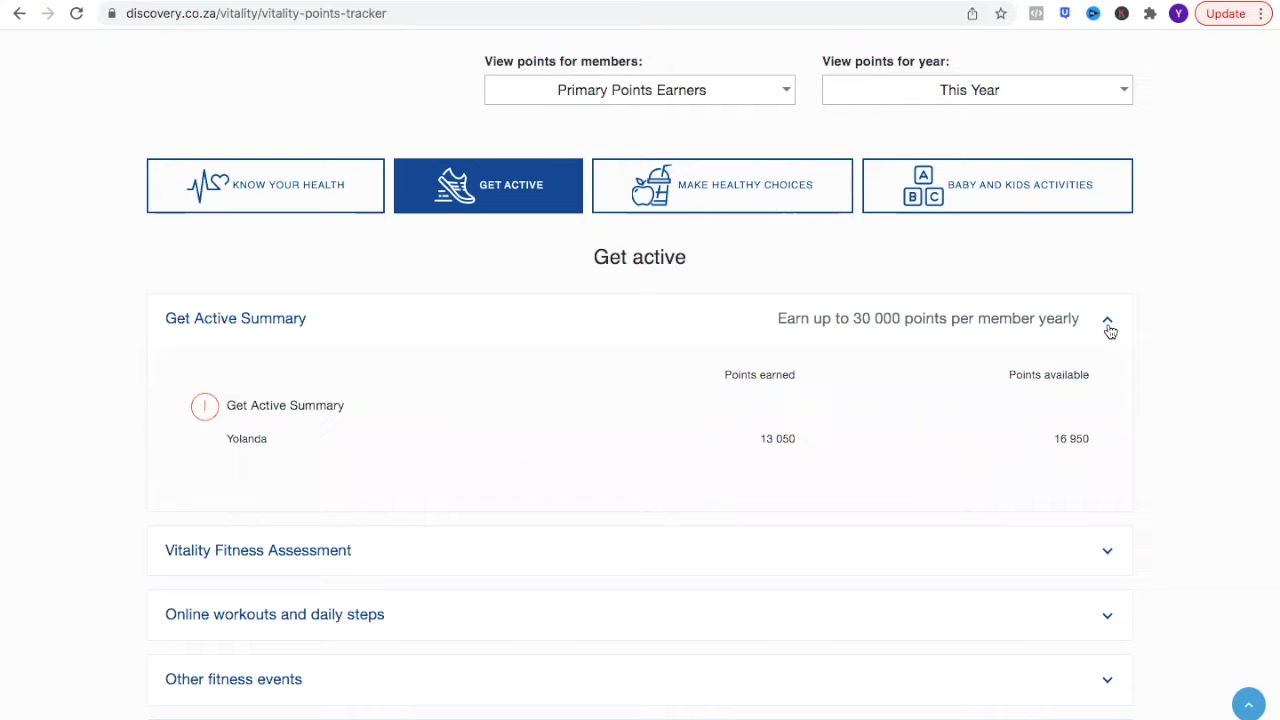 discovery.co.za/vitality/vitality-points-tracker
Y
Update
View points for members:
View points for year:
Primary Points Earners
This Year
KNOW YOUR HEALTH
GET ACTIVE
MAKE HEALTHY CHOICES
A
B C
BABY AND KIDS ACTIVITIES
Get active
Get Active Summary
Earn up to 30 000 points per member yearly
Points earned
Points available
Get Active Summary
Yolanda
13 050
16 950
Vitality Fitness Assessment
Online workouts and daily steps
Other fitness events